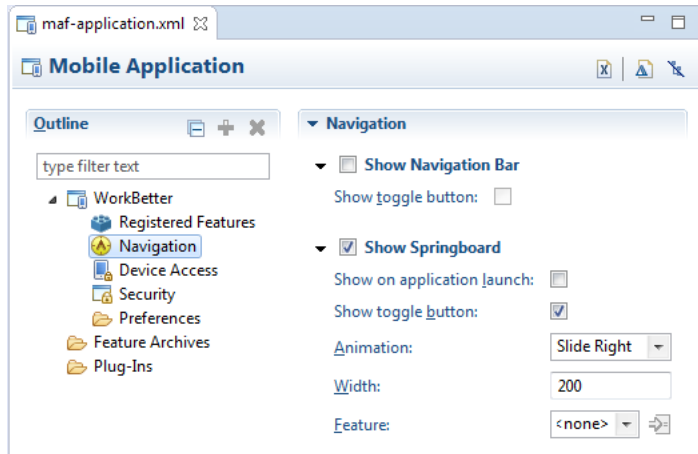 maf-application.xml
Mobile Application
Outline
type filter text
WorkBetter
Registered Features
Navigation
Device Access
Security
Preferences
Feature Archives
Plug-Ins
Navigation
Show Navigation Bar
Show toggle button:
Show Springboard
Show on application launch:
Show toggle button:
Animation: Slide Right
Width: 200
Feature: <none>